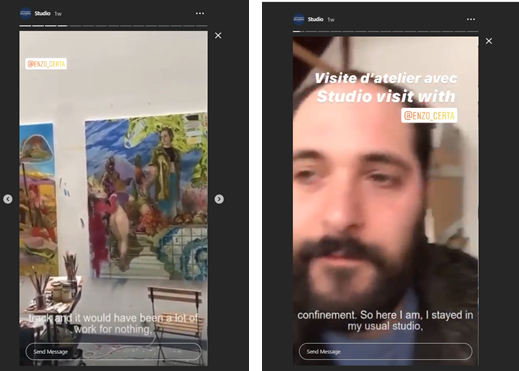 Studio 1w
@ENZO_CERTA
track and it would have been a lot of
work for nothing,
Send Message
Studio 1w
Visite d'atelier avec
Studio visit with
@ENZO_CERTA
confinement. So here I am, I stayed in
my usual studio,
Send Message